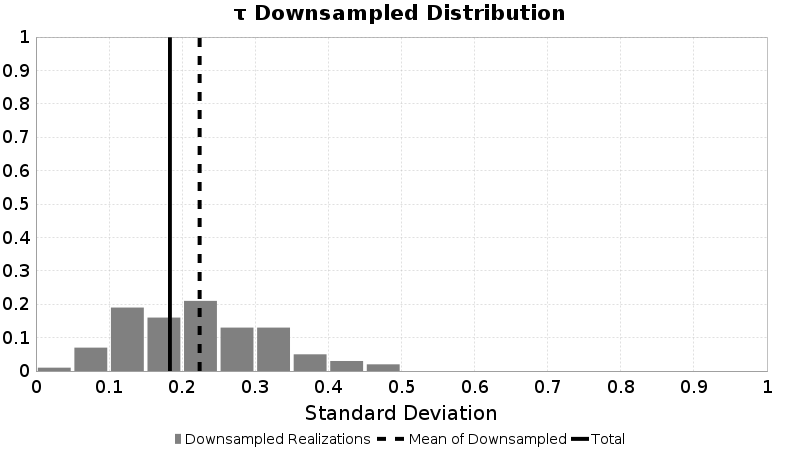 τ Downsampled Distribution
1
0.9
0.8
0.7
0.6
0.5
0.4
0.3
0.2
0.1
0
0 0.1 0.2 0.3 0.4 0.5 0.6 0.7 0.8 0.9 1
Standard Deviation
Downsampled Realizations Mean of Downsampled Total